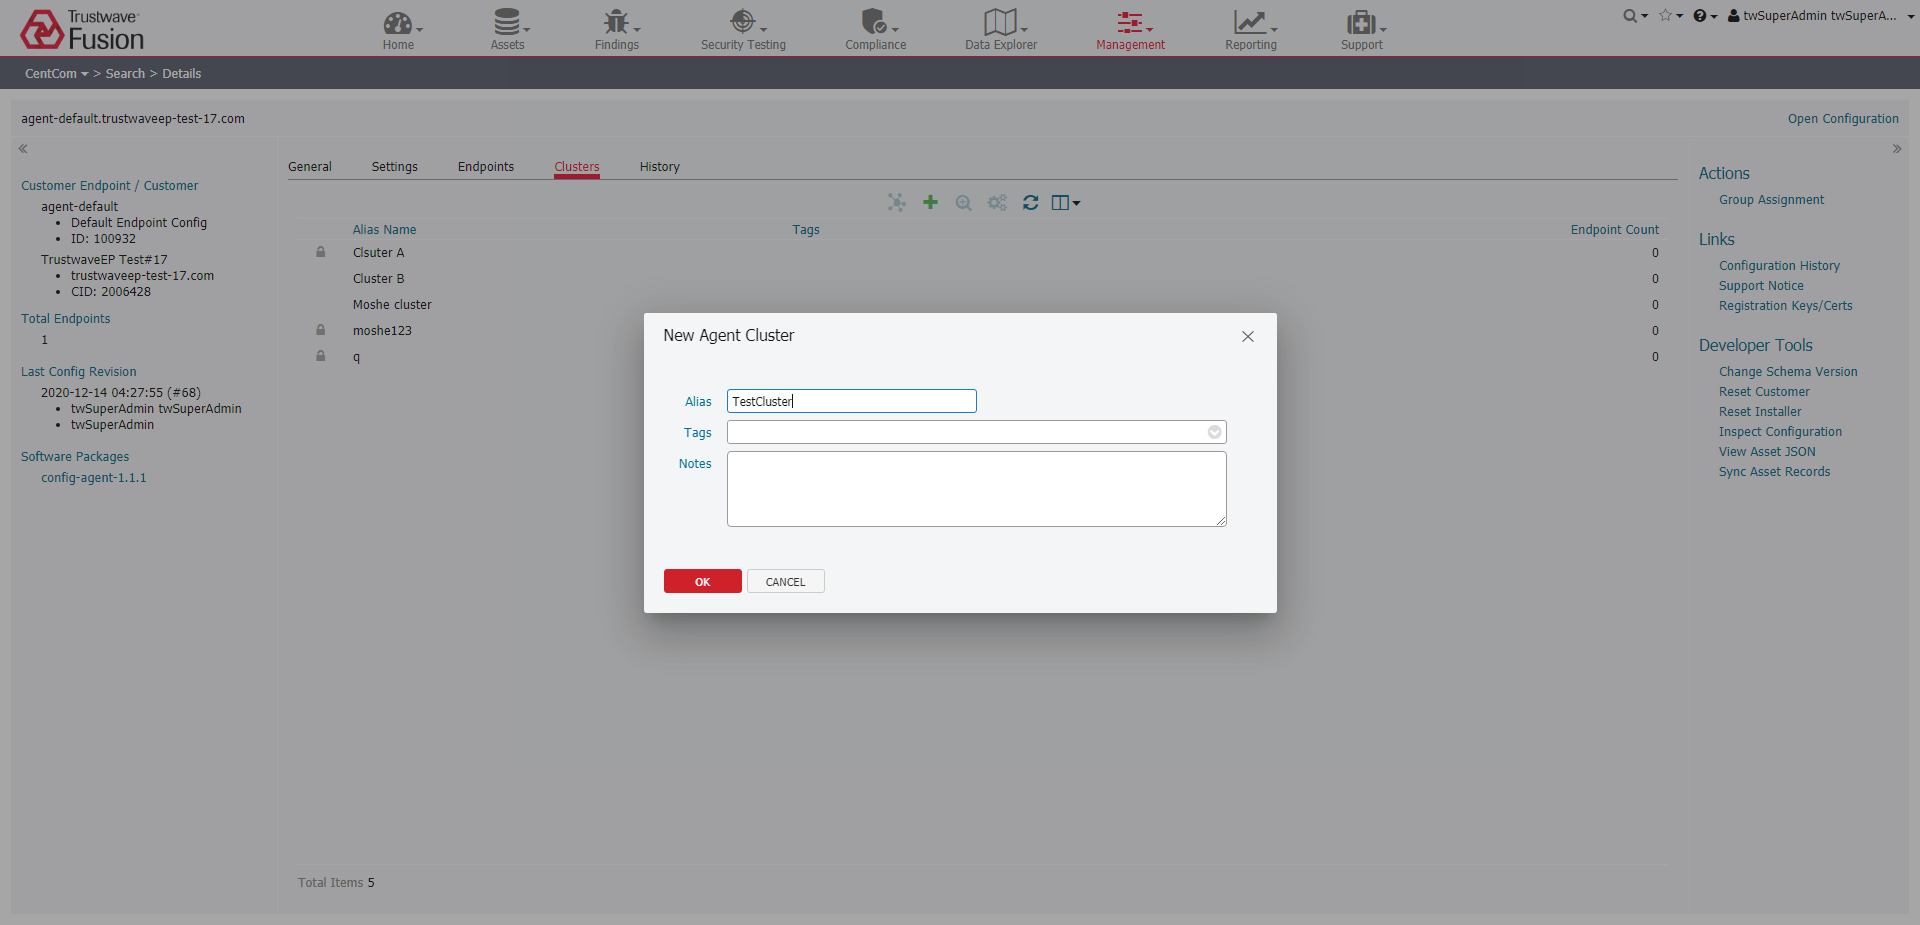 Trustwave®
Fusion
Home
Assets
Findings
Security Testing
Compliance
Data Explorer
Management
Reporting
Support
twSuperAdmin twSuperA...
CentCom > Search > Details
agent-default.trustwaveep-test-17.com
Open Configuration
«
»
Customer Endpoint / Customer
agent-default
• Default Endpoint Config
• ID: 100932
TrustwaveEP Test#17
• trustwaveep-test-17.com
• CID: 2006428
Total Endpoints
1
Last Config Revision
2020-12-14 04:27:55 (#68)
• twSuperAdmin twSuperAdmin
• twSuperAdmin
Software Packages
config-agent-1.1.1
General Settings Endpoints Clusters History
Alias Name Tags Endpoint Count
Clsuter A 0
Cluster B 0
Moshe cluster 0
moshe123 0
q 0
Total Items 5
New Agent Cluster
Alias TestCluster
Tags
Notes
OK CANCEL
Actions
Group Assignment
Links
Configuration History
Support Notice
Registration Keys/Certs
Developer Tools
Change Schema Version
Reset Customer
Reset Installer
Inspect Configuration
View Asset JSON
Sync Asset Records